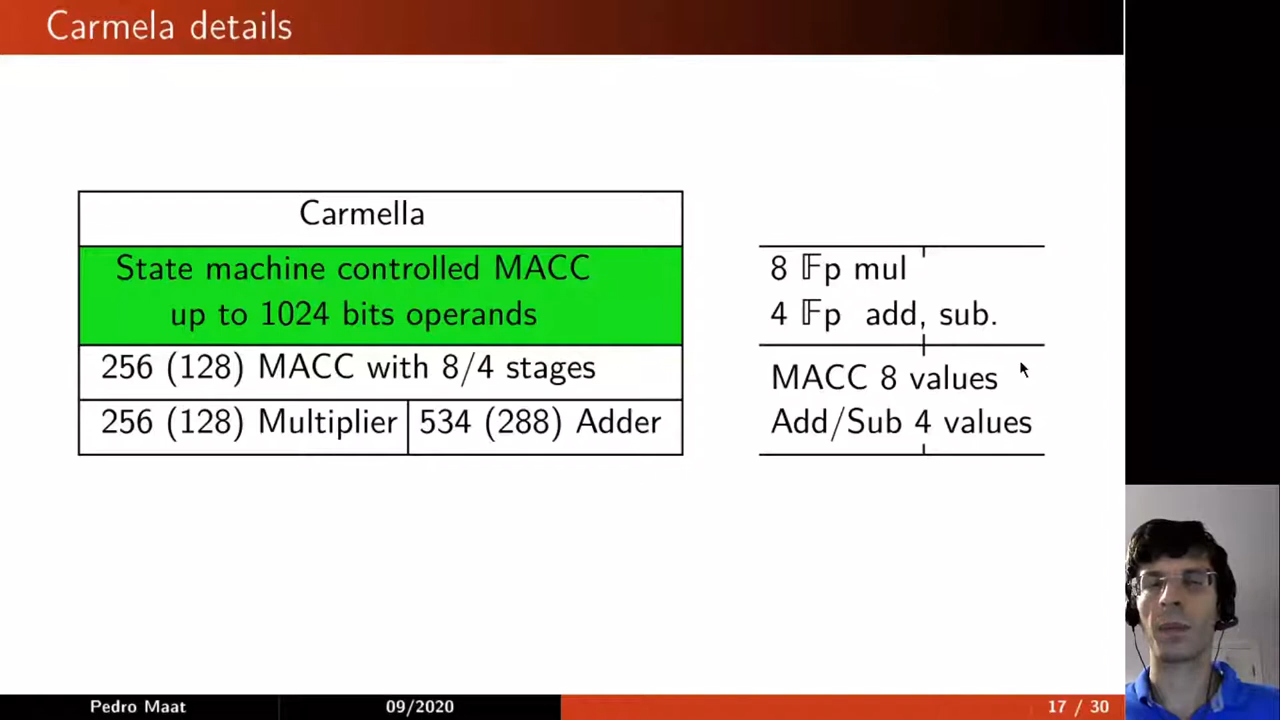 Carmela details
Carmella
State machine controlled MACC
up to 1024 bits operands
256 (128) MACC with 8/4 stages
256 (128) Multiplier
534 (288) Adder
8 𝔽p mul
4 𝔽p add, sub.
MACC 8 values
Add/Sub 4 values
Pedro Maat
09/2020
17 / 30